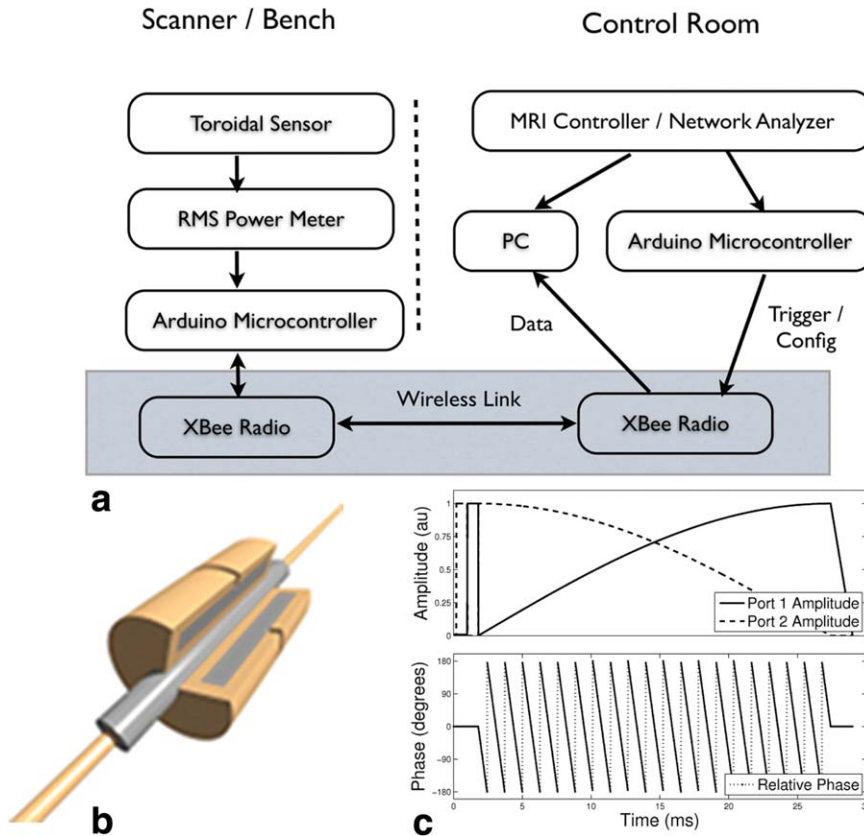 Scanner / Bench
Control Room
Toroidal Sensor
MRI Controller / Network Analyzer
RMS Power Meter
PC
Arduino Microcontroller
Arduino Microcontroller
Data
Trigger /
Config
Wireless Link
XBee Radio
XBee Radio
a
b
c
Amplitude (au)
1
0.75
0.5
0.25
0
Port 1 Amplitude
Port 2 Amplitude
Phase (degrees)
180
90
0
-90
-180
Relative Phase
0 5 10 15 20 25 3
Time (ms)